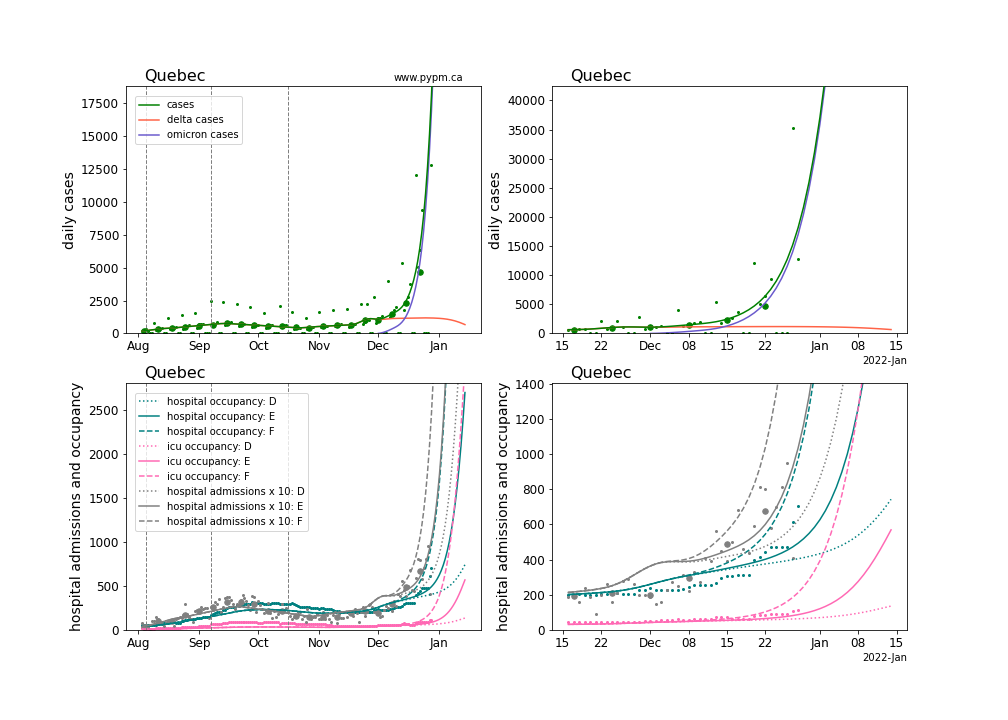 Quebec
www.pypm.ca
Quebec
daily cases
17500
15000
12500
10000
7500
5000
2500
0
cases
delta cases
omicron cases
Aug
Sep
Oct
Nov
Dec
Jan
daily cases
40000
35000
30000
25000
20000
15000
10000
5000
0
15
22
Dec
08
15
22
Jan
08
15
2022-Jan
Quebec
Quebec
hospital admissions and occupancy
2500
2000
1500
1000
500
0
hospital occupancy: D
hospital occupancy: E
hospital occupancy: F
icu occupancy: D
icu occupancy: E
icu occupancy: F
hospital admissions x 10: D
hospital admissions x 10: E
hospital admissions x 10: F
Aug
Sep
Oct
Nov
Dec
Jan
hospital admissions and occupancy
1400
1200
1000
800
600
400
200
0
15
22
Dec
08
15
22
Jan
08
15
2022-Jan